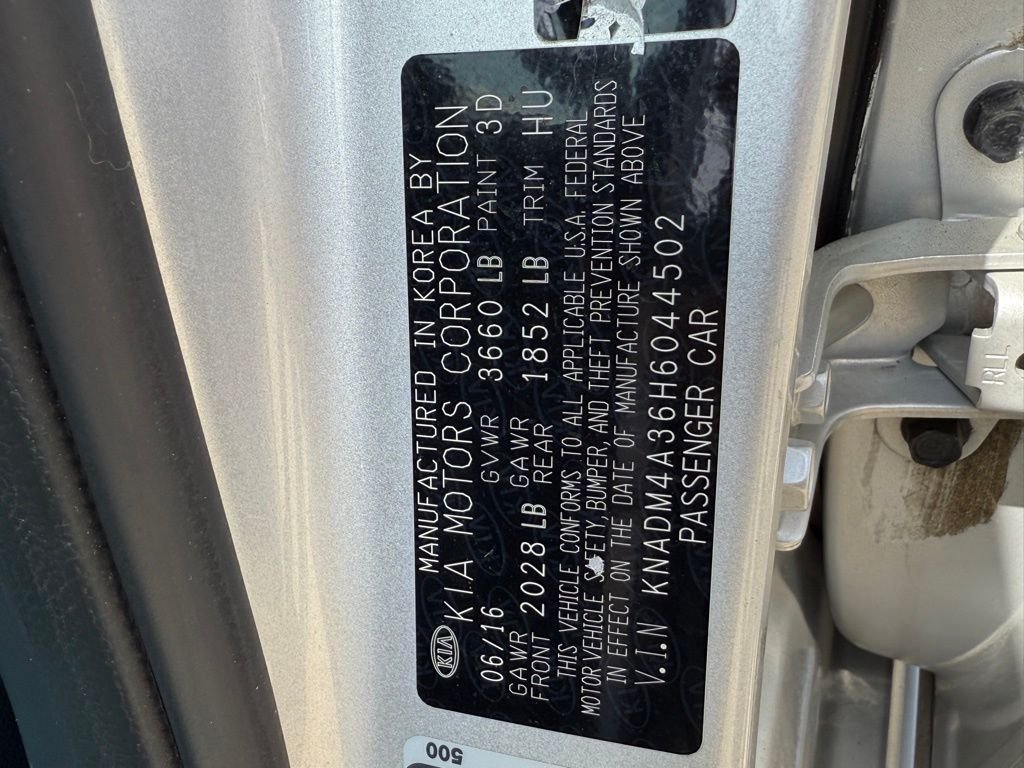 KIA
MANUFACTURED IN KOREA BY
KIA MOTORS CORPORATION
06/16 GVWR 3660 LB PAINT 3D
GAWR FRONT 2028 LB GAWR REAR 1852 LB TRIM HU
THIS VEHICLE CONFORMS TO ALL APPLICABLE U.S.A. FEDERAL
MOTOR VEHICLE SAFETY, BUMPER, AND THEFT PREVENTION STANDARDS
IN EFFECT ON THE DATE OF MANUFACTURE SHOWN ABOVE
V.I.N KNADM4A36H6044502
PASSENGER CAR
500
RLL